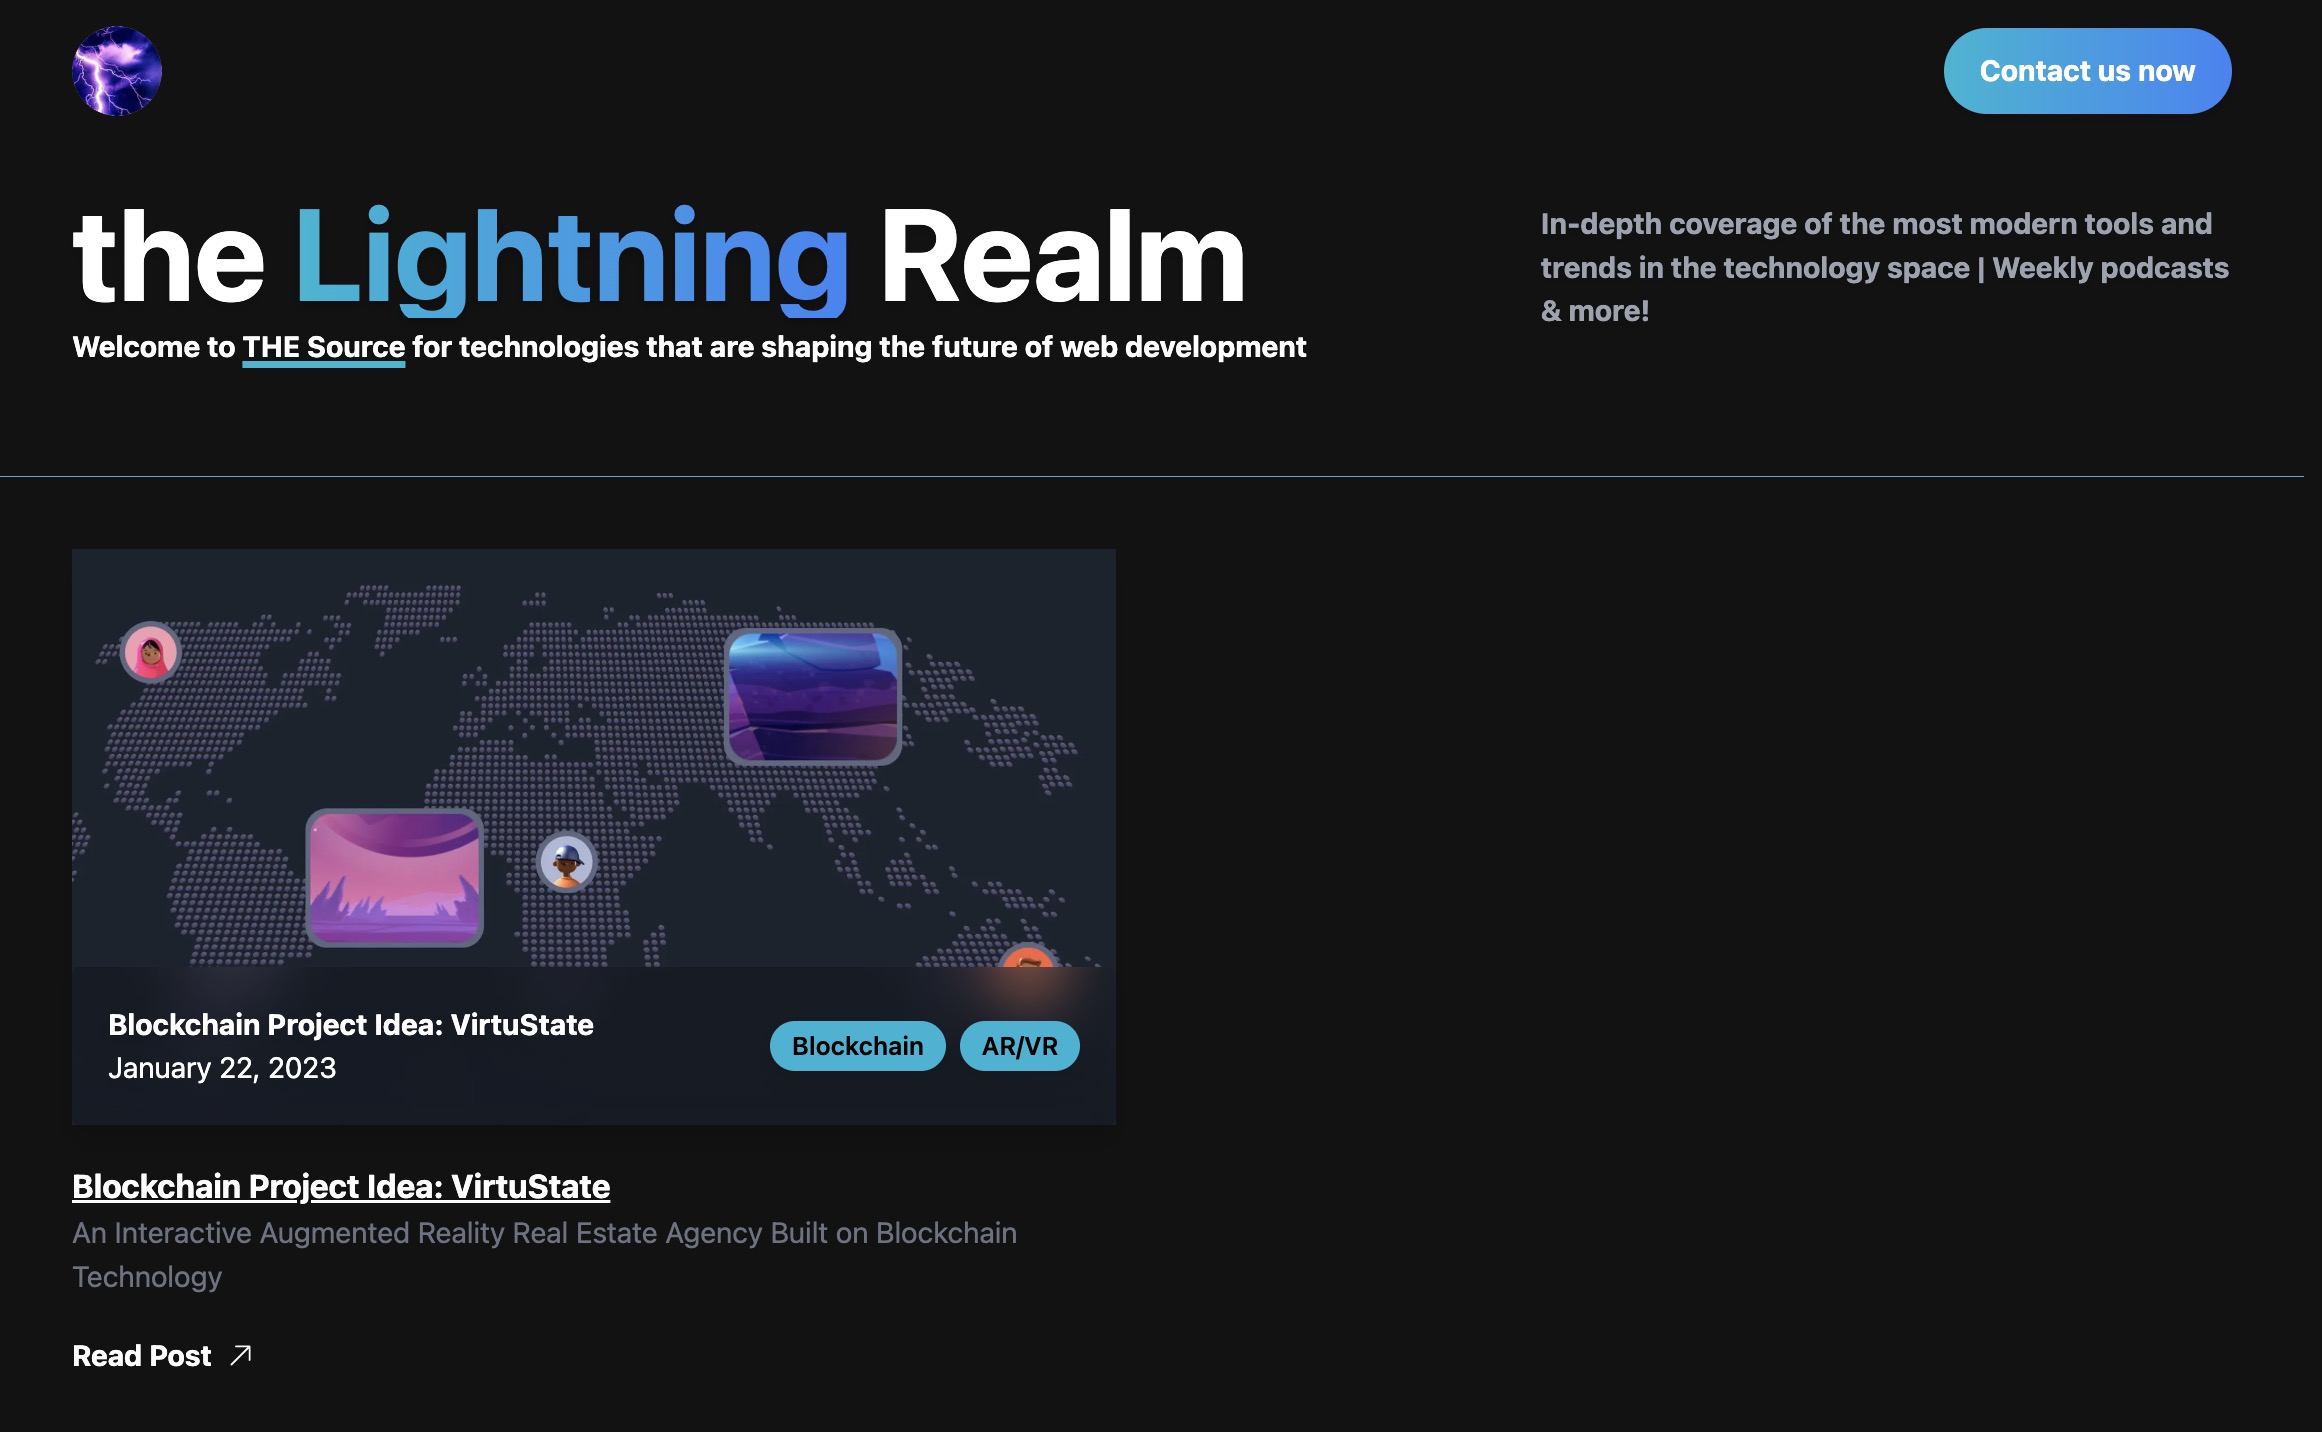 Contact us now
the Lightning Realm
Welcome to THE Source for technologies that are shaping the future of web development
In-depth coverage of the most modern tools and
trends in the technology space | Weekly podcasts
& more!
Blockchain Project Idea: VirtuState
January 22, 2023
Blockchain
AR/VR
Blockchain Project Idea: VirtuState
An Interactive Augmented Reality Real Estate Agency Built on Blockchain
Technology
Read Post